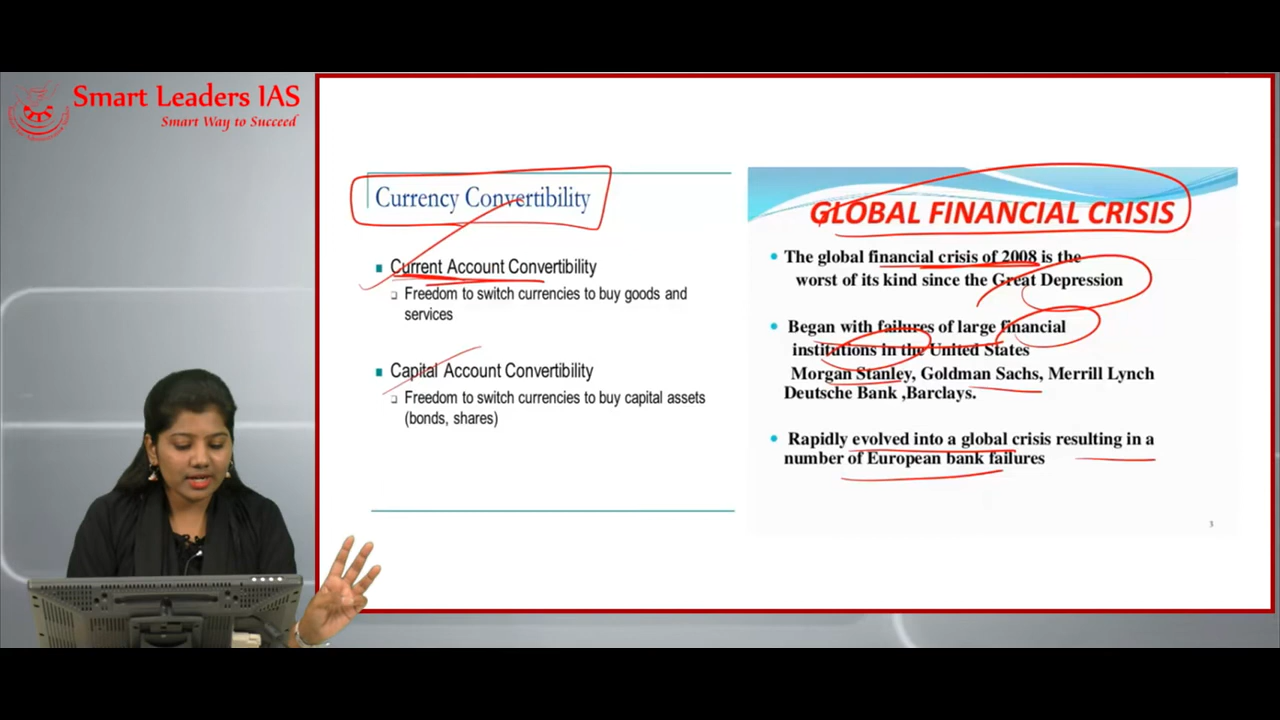 Smart Leaders IAS
Smart Way to Succeed
Currency Convertibility
Current Account Convertibility
Freedom to switch currencies to buy goods and
services
Capital Account Convertibility
Freedom to switch currencies to buy capital assets
(bonds, shares)
GLOBAL FINANCIAL CRISIS
The global financial crisis of 2008 is the
worst of its kind since the Great Depression
Began with failures of large financial
institutions in the United States
Morgan Stanley, Goldman Sachs, Merrill Lynch
Deutsche Bank ,Barclays.
Rapidly evolved into a global crisis resulting in a
number of European bank failures
3